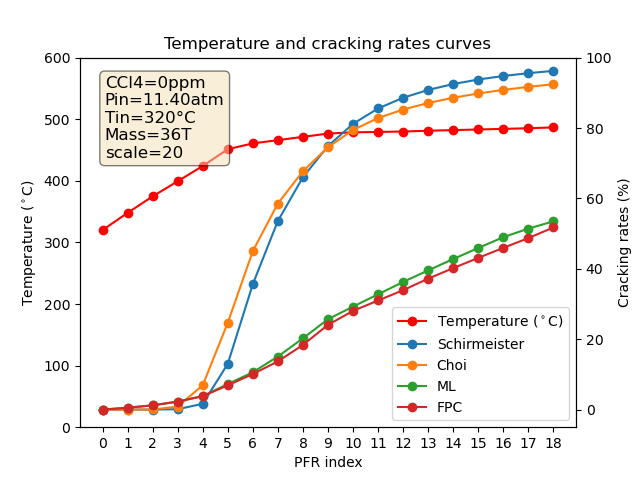 Temperature and cracking rates curves
CCl4=0ppm
Pin=11.40atm
Tin=320°C
Mass=36T
scale=20
600
500
400
300
200
100
0
Temperature (°C)
100
80
60
40
20
0
Cracking rates (%)
Temperature (°C)
Schirmeister
Choi
ML
FPC
0 1 2 3 4 5 6 7 8 9 10 11 12 13 14 15 16 17 18
PFR index